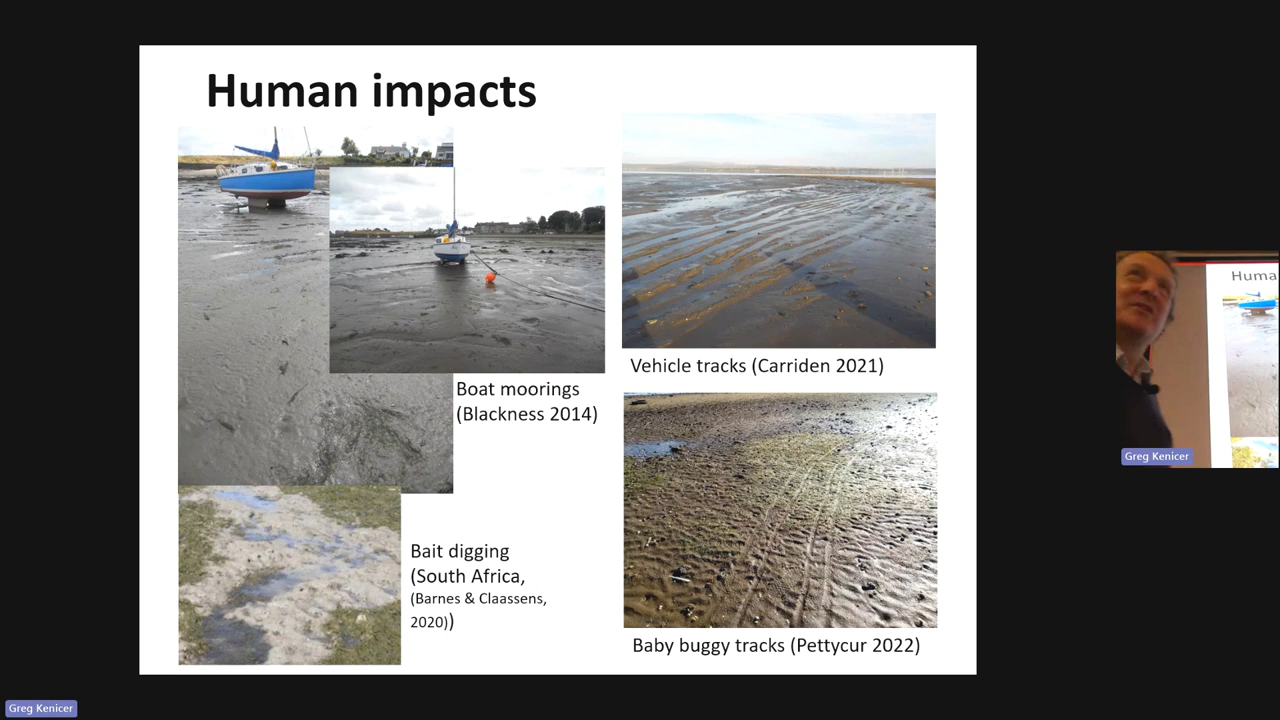 Human impacts
Boat moorings
(Blackness 2014)
Vehicle tracks (Carriden 2021)
Bait digging
(South Africa,
(Barnes & Claassens,
2020))
Baby buggy tracks (Pettycur 2022)
Huma
Greg Kenicer
Greg Kenicer